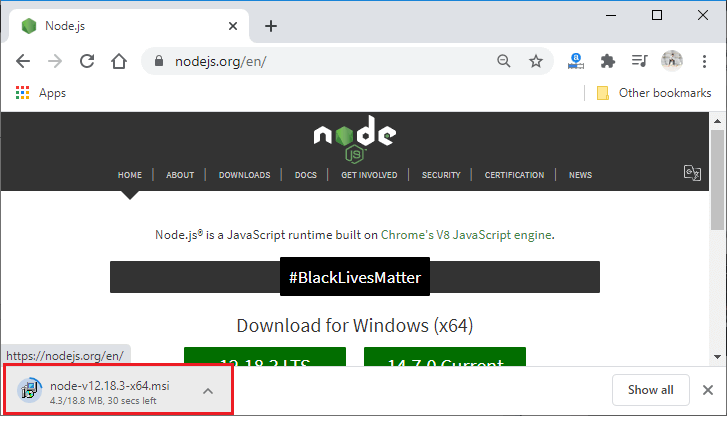 Node.js
nodejs.org/en/
Apps
Other bookmarks
node
JS
HOME
ABOUT
DOWNLOADS
DOCS
GET INVOLVED
SECURITY
CERTIFICATION
NEWS
Node.js® is a JavaScript runtime built on Chrome's V8 JavaScript engine.
#BlackLivesMatter
Download for Windows (x64)
12.18.3 LTS
14.7.0 Current
https://nodejs.org/en/
node-v12.18.3-x64.msi
4.3/18.8 MB, 30 secs left
Show all